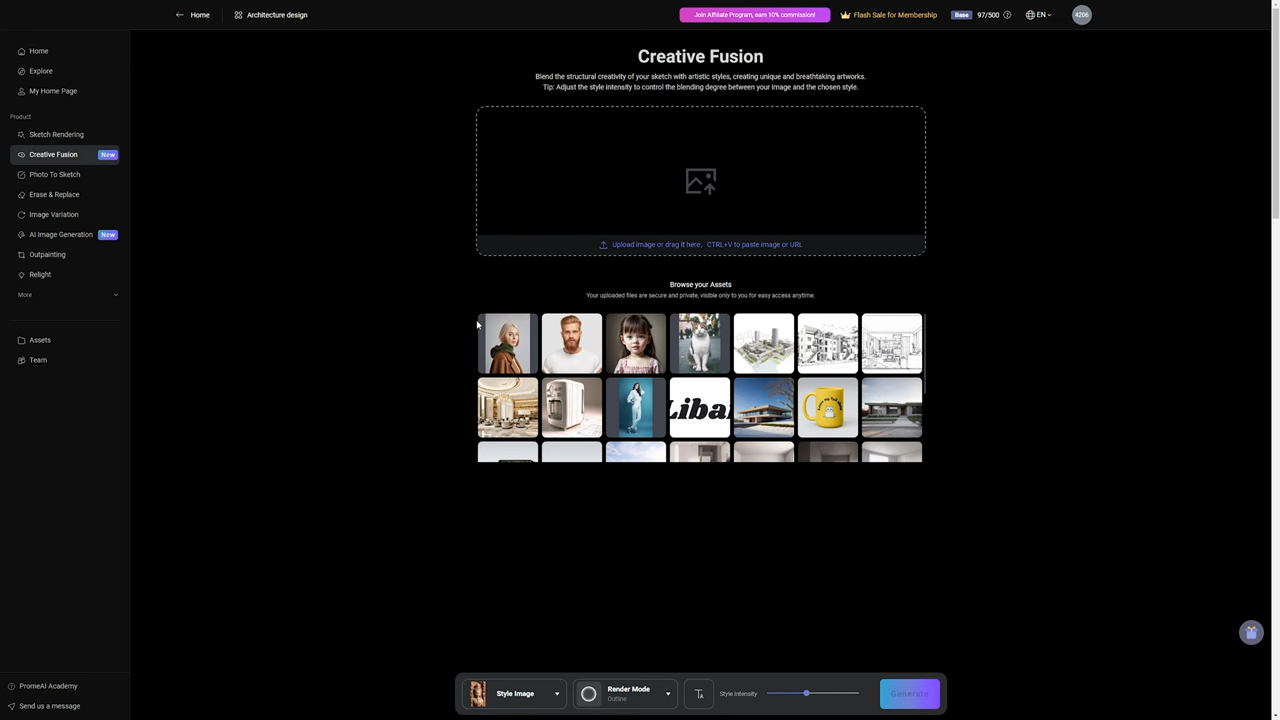 Home
Architecture design
Join Affiliate Program, earn 10% commission!
Flash Sale for Membership
Base 97/500
EN
4206
Home
Explore
My Home Page
Product
Sketch Rendering
Creative Fusion New
Photo To Sketch
Erase & Replace
Image Variation
AI Image Generation New
Outpainting
Relight
More
Assets
Team
PromeAI Academy
Send us a message
Creative Fusion
Blend the structural creativity of your sketch with artistic styles, creating unique and breathtaking artworks.
Tip: Adjust the style intensity to control the blending degree between your image and the chosen style.
Upload image or drag it here, CTRL+V to paste image or URL
Browse your Assets
Your uploaded files are secure and private, visible only to you for easy access anytime.
Liba
Style Image
Render Mode
Outline
Style Intensity
Generate